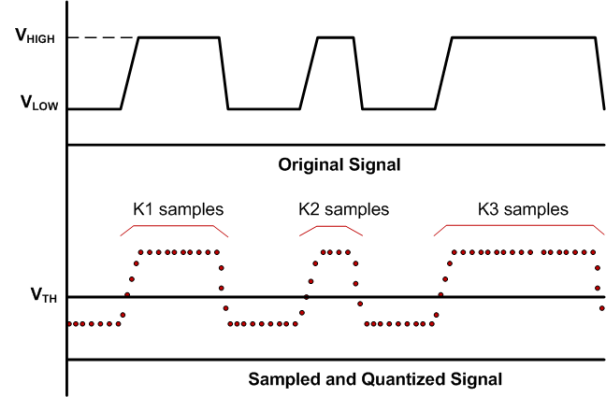 VHIGH
VLOW
Original Signal
K1 samples K2 samples K3 samples
VTH
Sampled and Quantized Signal